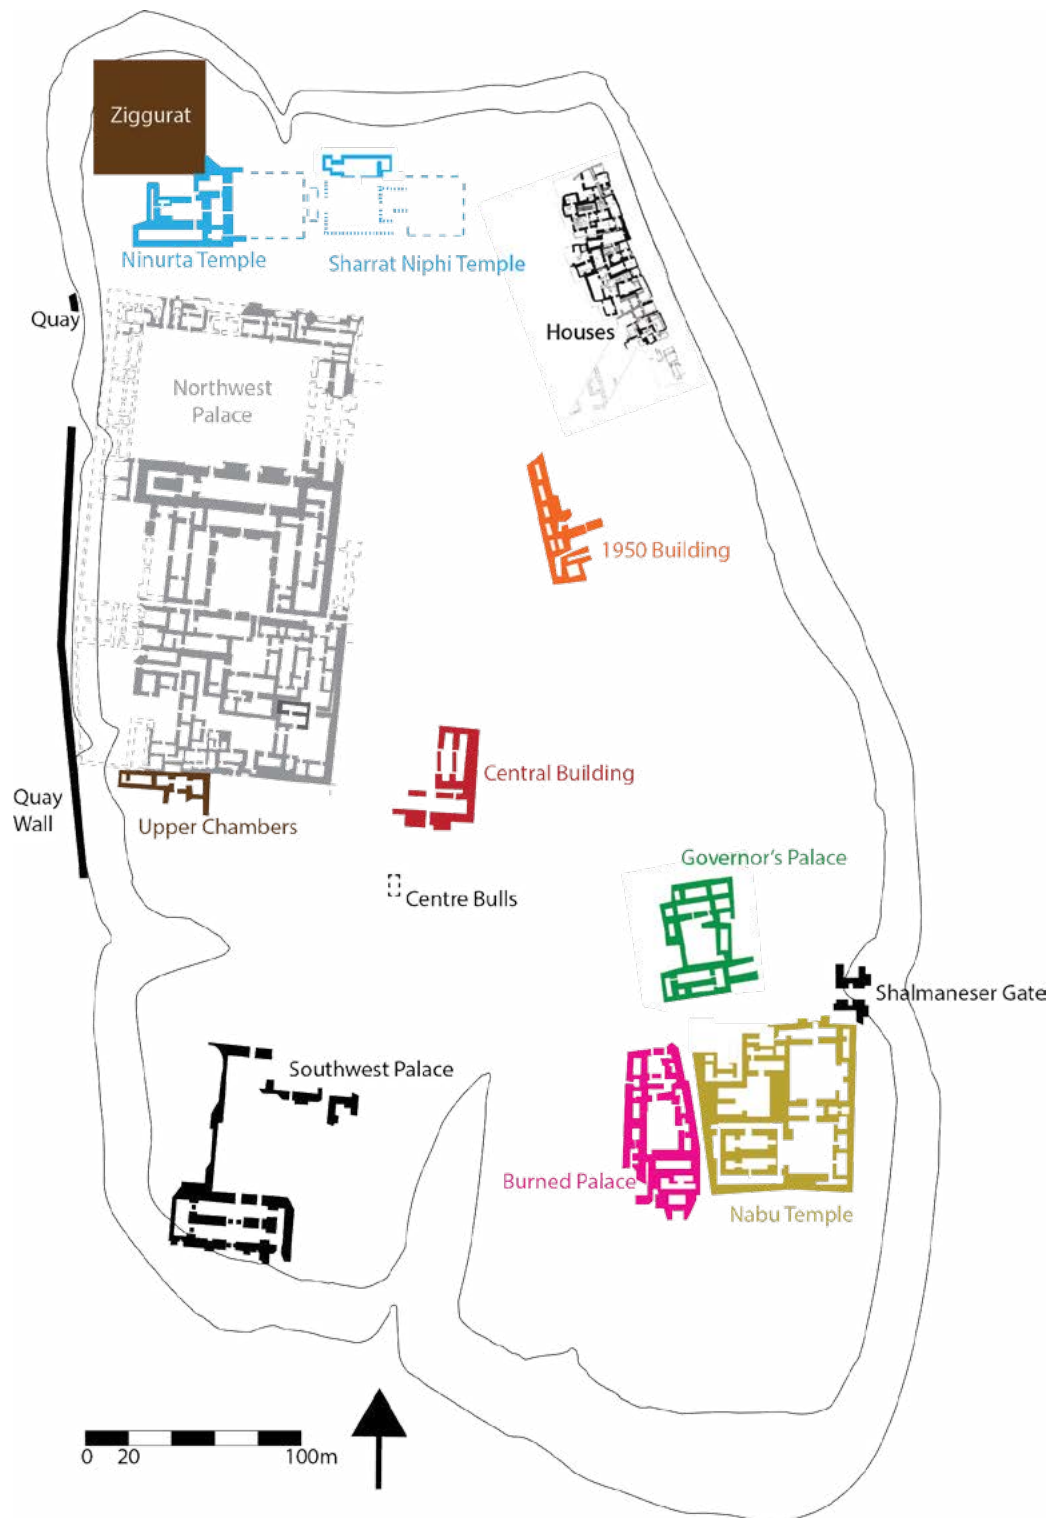 Ziggurat
Ninurta Temple
Sharrat Niphi Temple
Quay
Houses
Northwest
Palace
1950 Building
Central Building
Quay
Wall
Upper Chambers
Governor's Palace
Centre Bulls
Shalmaneser Gate
Southwest Palace
Burned Palace
Nabu Temple
0 20 100m